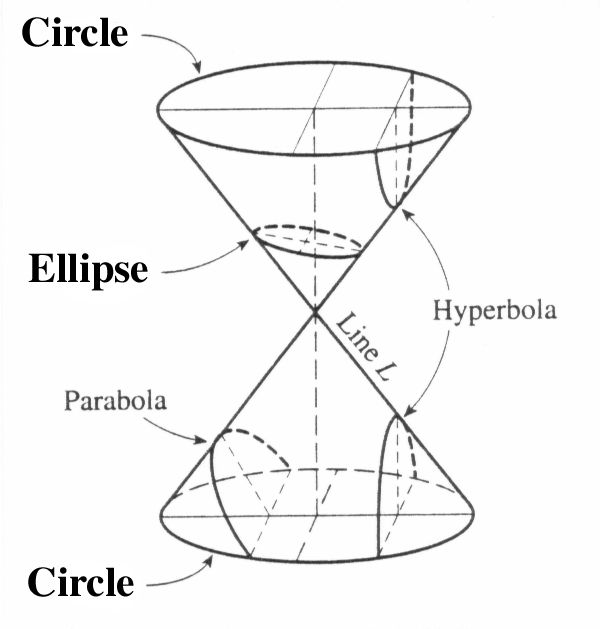 Circle
Ellipse
Hyperbola
Line L
Parabola
Circle